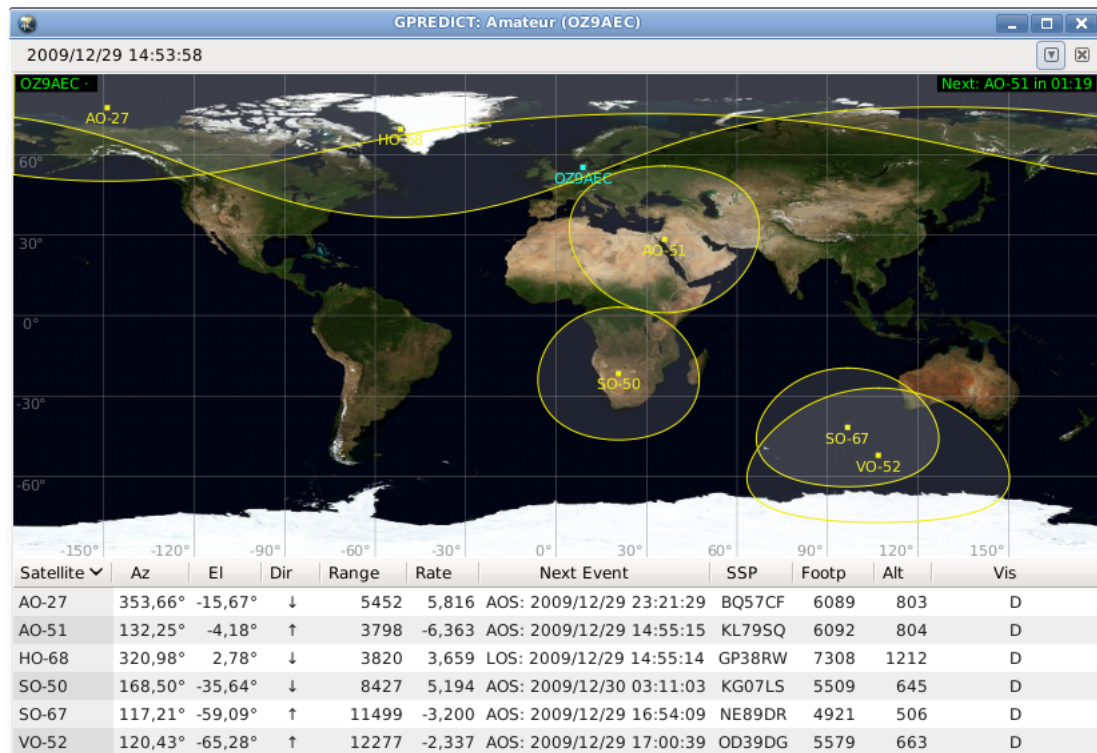 GPREDICT: Amateur (OZ9AEC)
2009/12/29 14:53:58
OZ9AEC ·
Next: AO-51 in 01:19
AO-27
HO-68
60°
OZ9AEC
30°
AO-51
0°
SO-50
-30°
SO-67
VO-52
-60°
-150° -120° -90° -60° -30° 0° 30° 60° 90° 120° 150°
Satellite Az El Dir Range Rate Next Event SSP Footp Alt Vis
AO-27 353,66° -15,67° ↓ 5452 5,816 AOS: 2009/12/29 23:21:29 BQ57CF 6089 803 D
AO-51 132,25° -4,18° ↑ 3798 -6,363 AOS: 2009/12/29 14:55:15 KL79SQ 6092 804 D
HO-68 320,98° 2,78° ↓ 3820 3,659 LOS: 2009/12/29 14:55:14 GP38RW 7308 1212 D
SO-50 168,50° -35,64° ↓ 8427 5,194 AOS: 2009/12/30 03:11:03 KG07LS 5509 645 D
SO-67 117,21° -59,09° ↑ 11499 -3,200 AOS: 2009/12/29 16:54:09 NE89DR 4921 506 D
VO-52 120,43° -65,28° ↑ 12277 -2,337 AOS: 2009/12/29 17:00:39 OD39DG 5579 663 D